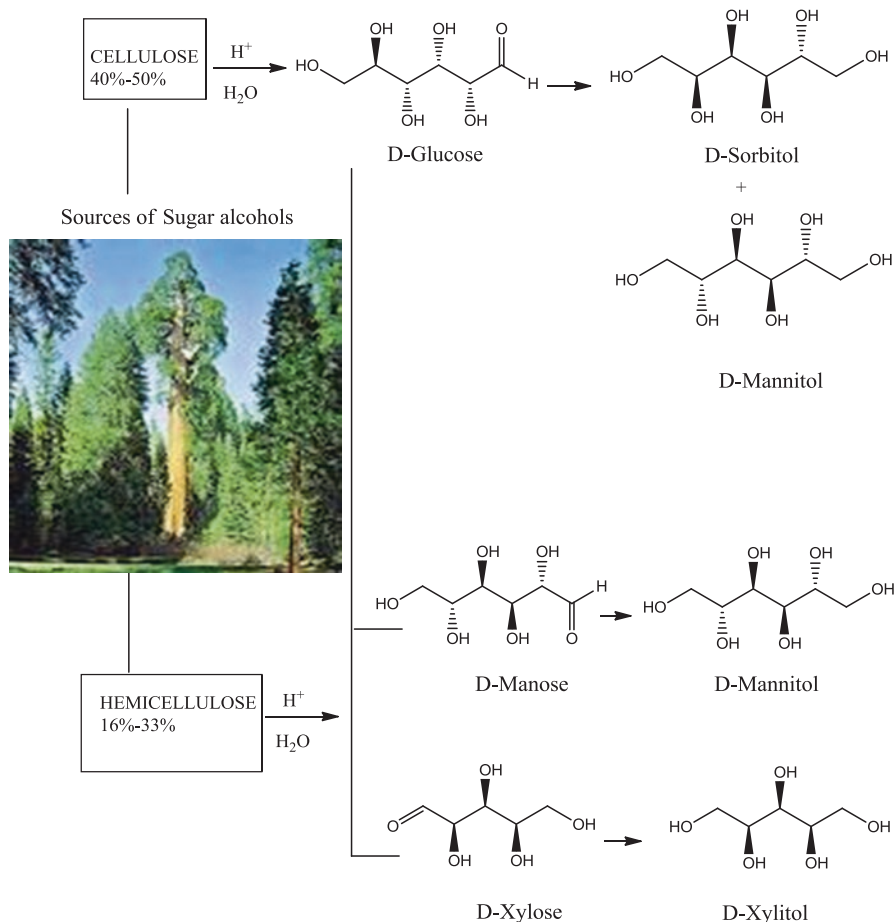 CELLULOSE
40%-50%
H⁺
H₂O
HO
OH
OH
OH
OH
O
H
D-Glucose
HO
OH
OH
OH
OH
OH
D-Sorbitol
+
HO
OH
OH
OH
OH
OH
D-Mannitol
Sources of Sugar alcohols
HEMICELLULOSE
16%-33%
H⁺
H₂O
HO
OH
OH
OH
OH
H
O
D-Manose
HO
OH
OH
OH
OH
OH
D-Mannitol
O
OH
OH
OH
OH
D-Xylose
HO
OH
OH
OH
OH
D-Xylitol